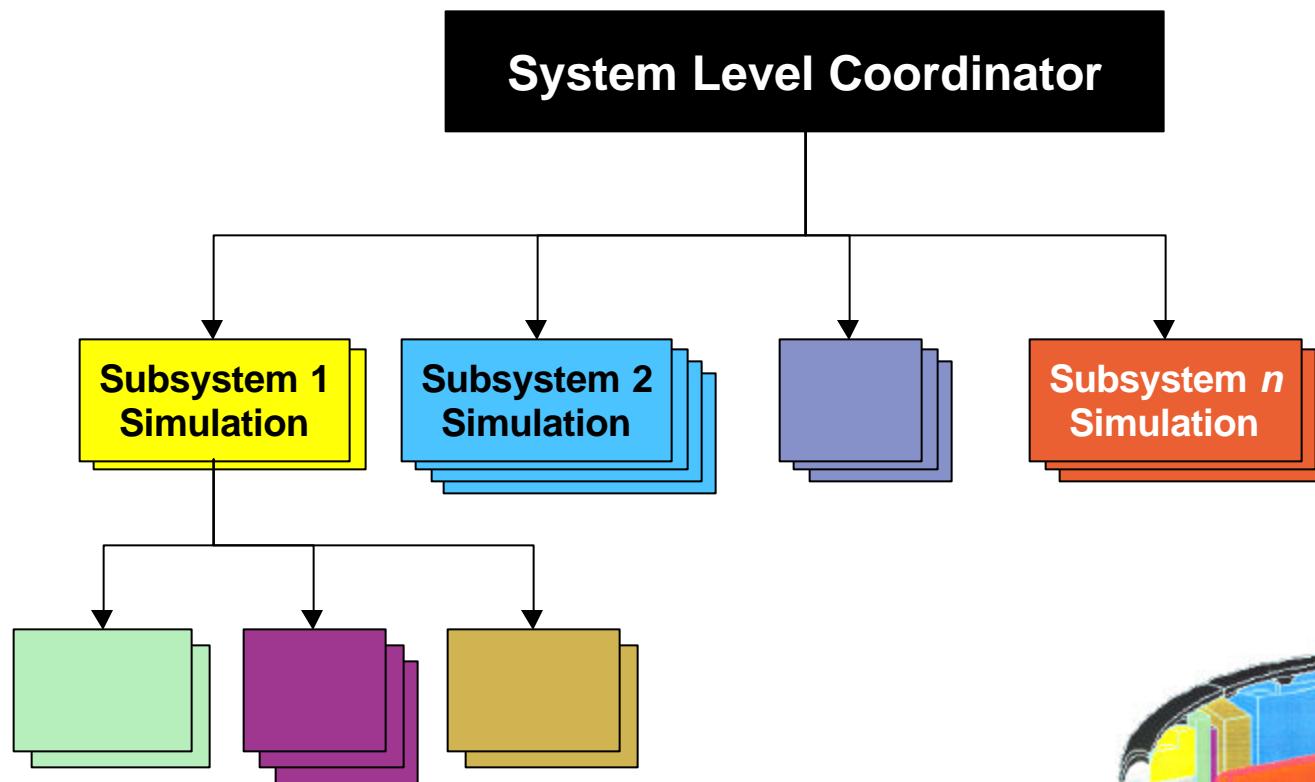 System Level Coordinator
Subsystem 1
Simulation
Subsystem 2
Simulation
Subsystem n
Simulation